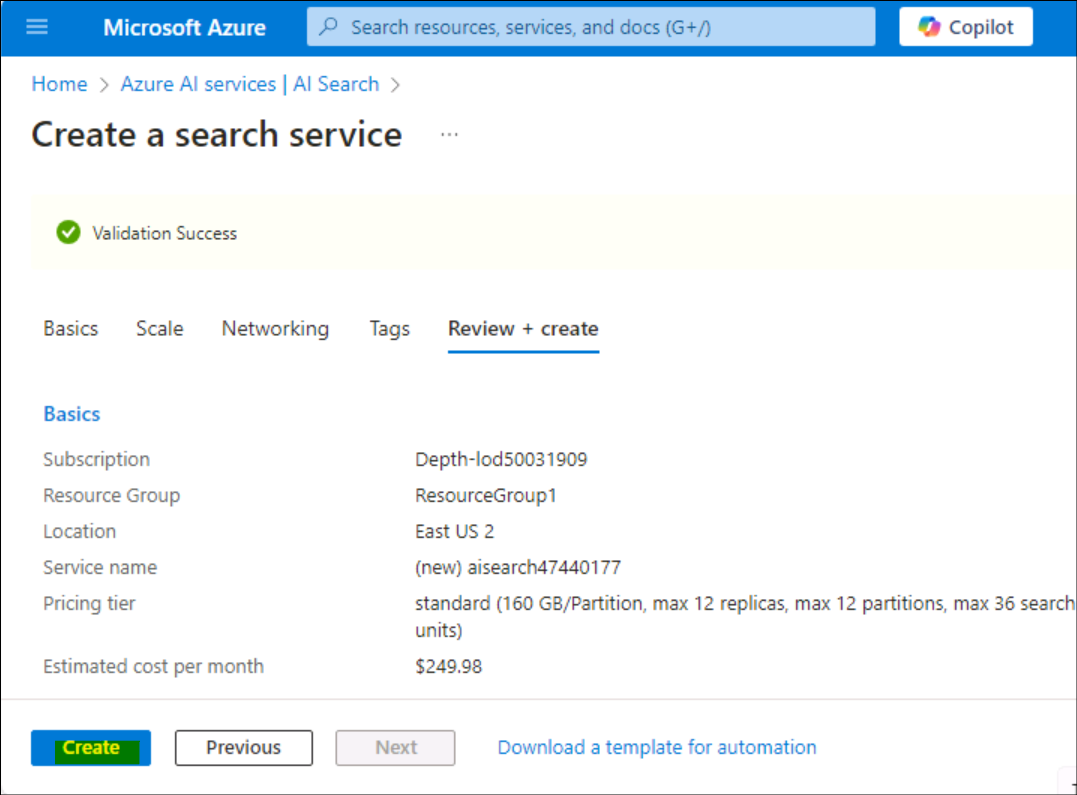 Microsoft Azure
Search resources, services, and docs (G+/)
Copilot
Home > Azure AI services | AI Search >
Create a search service ...
Validation Success
Basics Scale Networking Tags Review + create
Basics
Subscription Depth-lod50031909
Resource Group ResourceGroup1
Location East US 2
Service name (new) aisearch47440177
Pricing tier standard (160 GB/Partition, max 12 replicas, max 12 partitions, max 36 search
units)
Estimated cost per month $249.98
Create Previous Next Download a template for automation